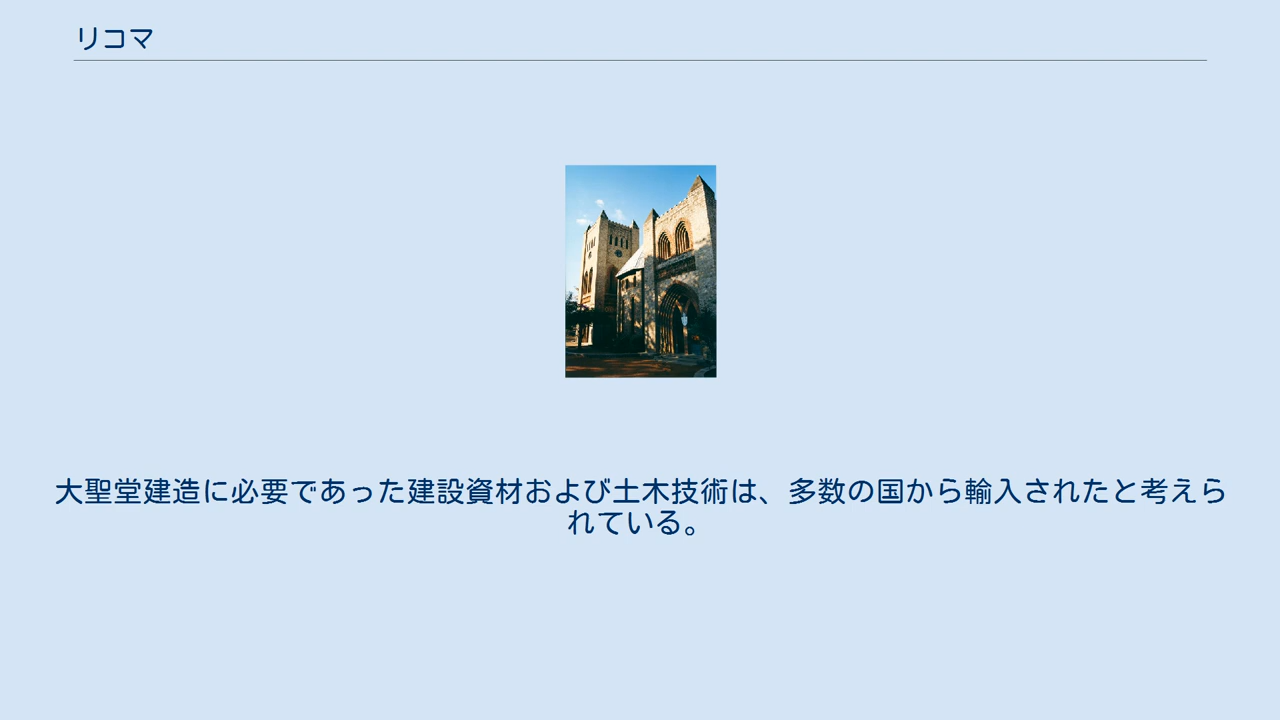 リコマ
大聖堂建造に必要であった建設資材および土木技術は、多数の国から輸入されたと考えら
れている。